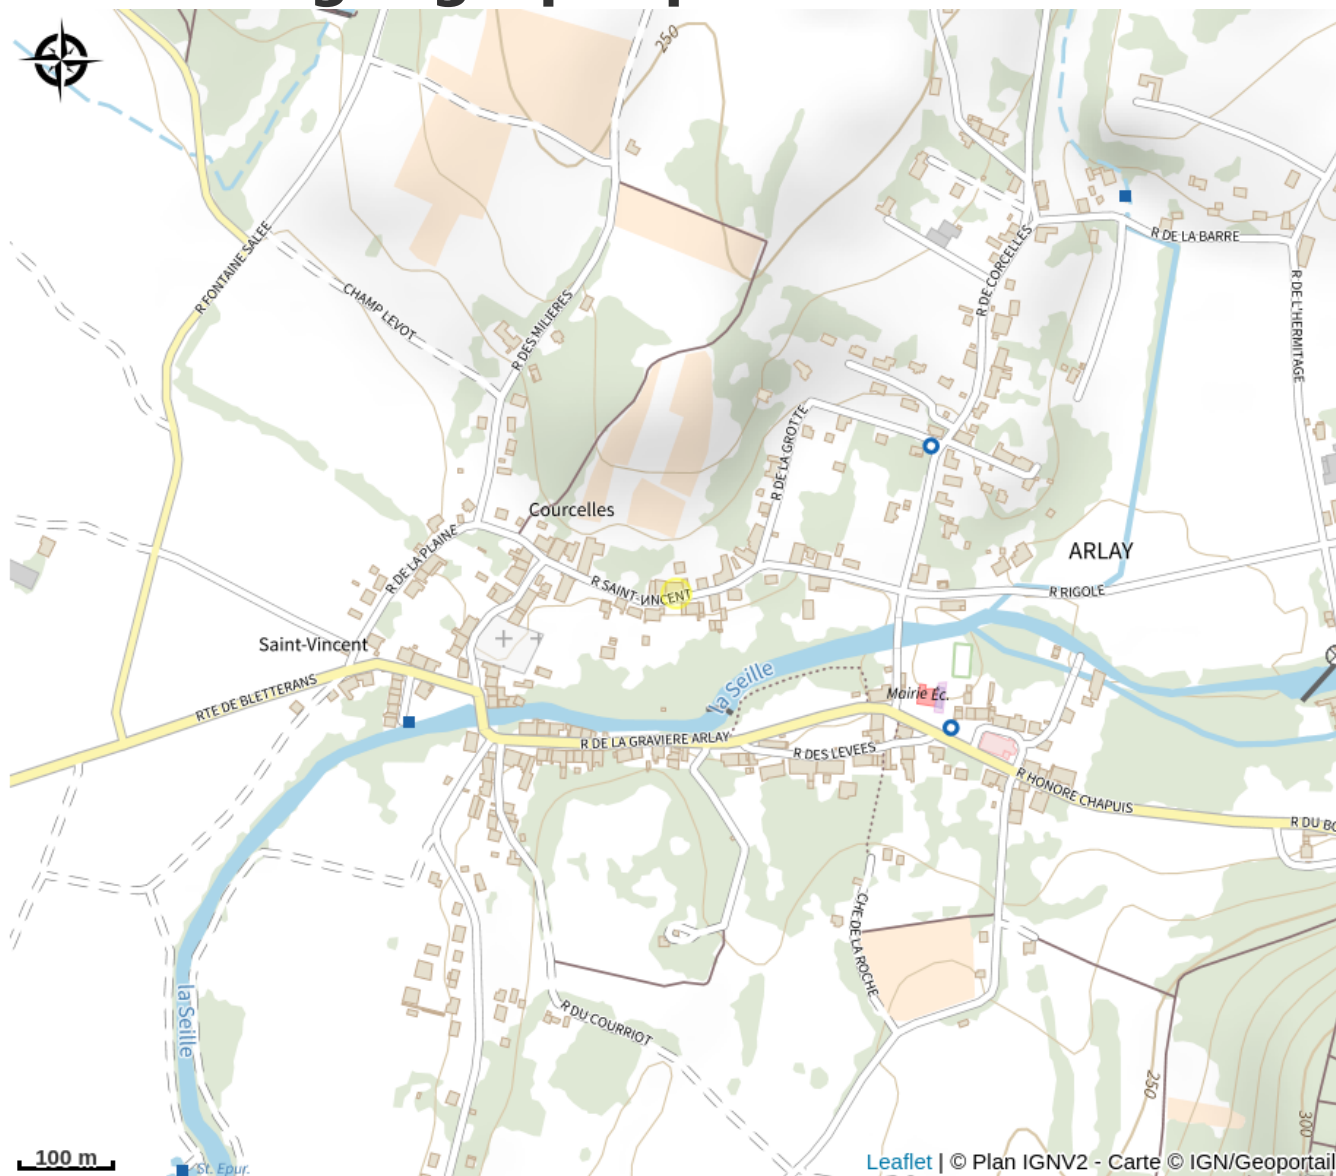 250
R FONTAINE SALEE
CHAMP LEVOT
R DES MILIERES
R DE CORCELLES
R DE LA BARRE
R DE L'HERMITAGE
R DE LA GROTTE
Courcelles
ARLAY
R DE LA PLAINE
R SAINT-VINCENT
R RIGOLE
Saint-Vincent
la Seille
Mairie Ec.
RTE DE BLETTERANS
R DE LA GRAVIERE ARLAY
R DES LEVEES
R HONORE CHAPUIS
R DU
CHE DE LA ROCHE
la Seille
R DU COURRIOT
250
300
100 m
St. Epur.
Leaflet | © Plan IGNV2 - Carte © IGN/Geoportail